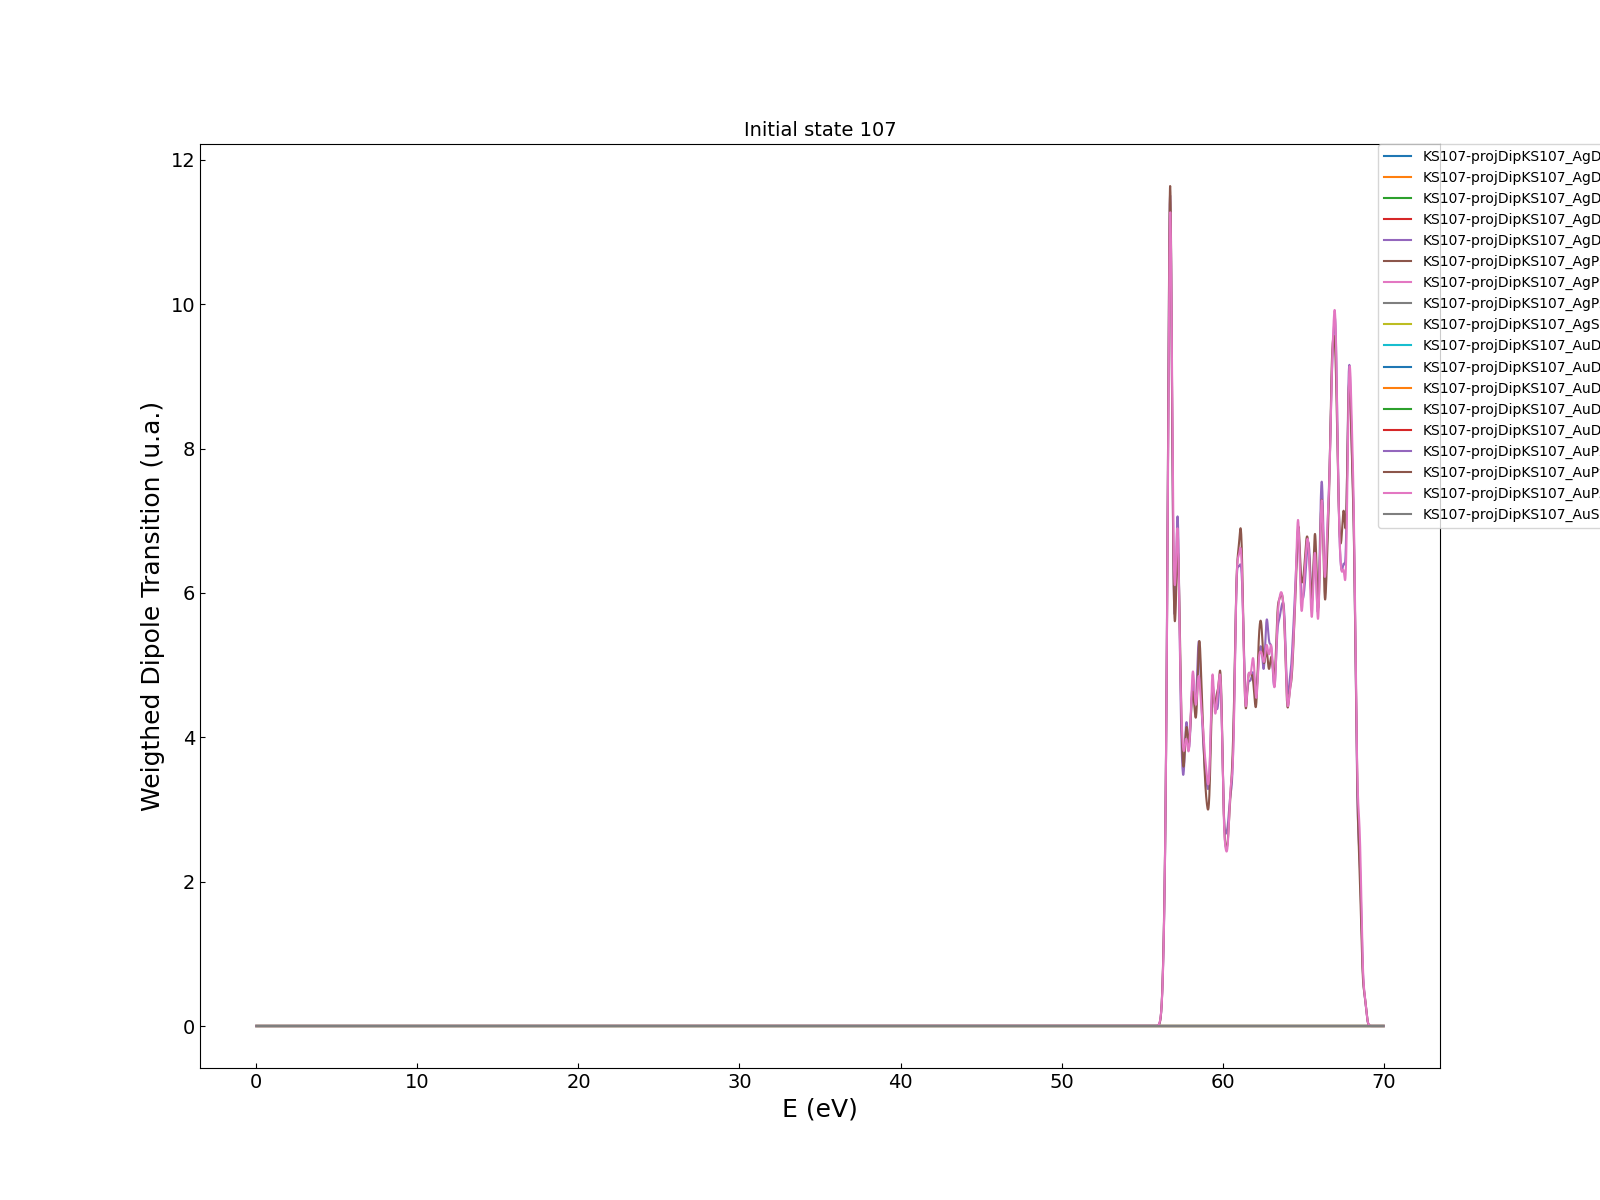 Initial state 107
12
10
8
6
4
2
0
Weigthed Dipole Transition (u.a.)
0 10 20 30 40 50 60 70
E (eV)
KS107-projDipKS107_AgD
KS107-projDipKS107_AgD
KS107-projDipKS107_AgD
KS107-projDipKS107_AgD
KS107-projDipKS107_AgD
KS107-projDipKS107_AgP
KS107-projDipKS107_AgP
KS107-projDipKS107_AgP
KS107-projDipKS107_AgS
KS107-projDipKS107_AuD
KS107-projDipKS107_AuD
KS107-projDipKS107_AuD
KS107-projDipKS107_AuD
KS107-projDipKS107_AuD
KS107-projDipKS107_AuP
KS107-projDipKS107_AuP
KS107-projDipKS107_AuP
KS107-projDipKS107_AuS